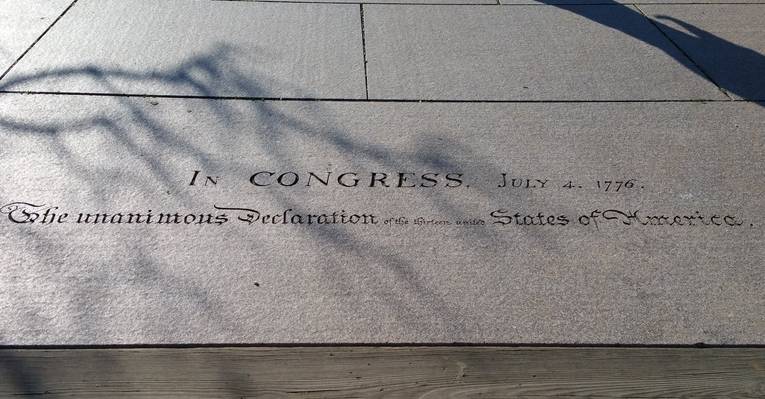 In CONGRESS. July 4. 1776.
The unanimous Declaration of the thirteen united States of America.